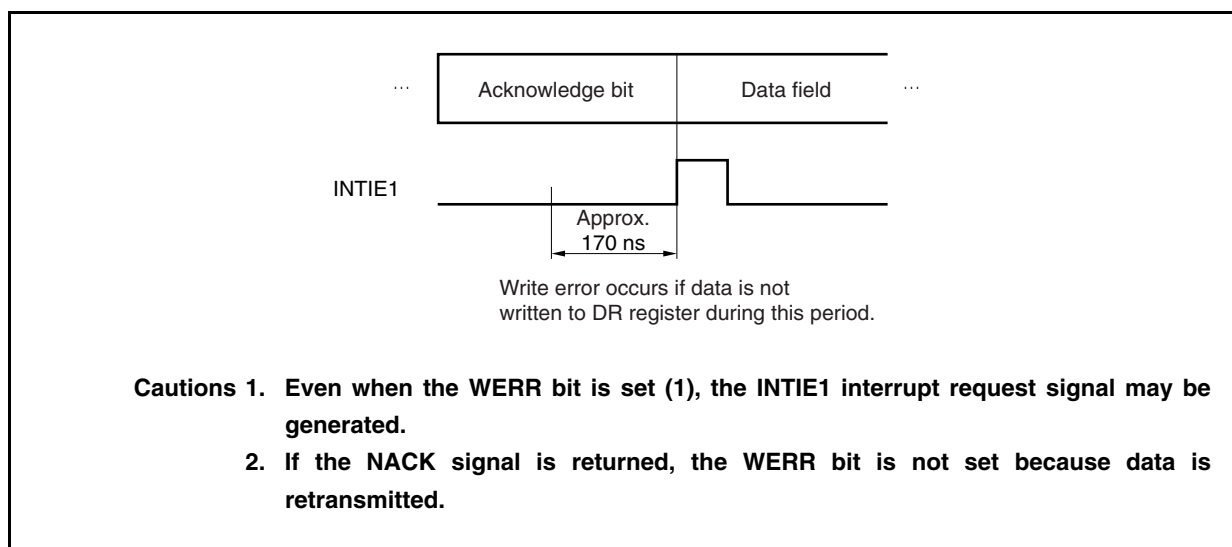 ... Acknowledge bit Data field ...
INTIE1
Approx.
170 ns
Write error occurs if data is not
written to DR register during this period.
Cautions 1. Even when the WERR bit is set (1), the INTIE1 interrupt request signal may be
generated.
2. If the NACK signal is returned, the WERR bit is not set because data is
retransmitted.